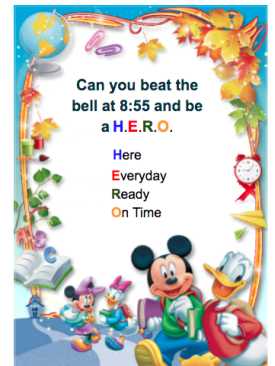 Can you beat the
bell at 8:55 and be
a H.E.R.O.
Here
Everyday
Ready
On Time